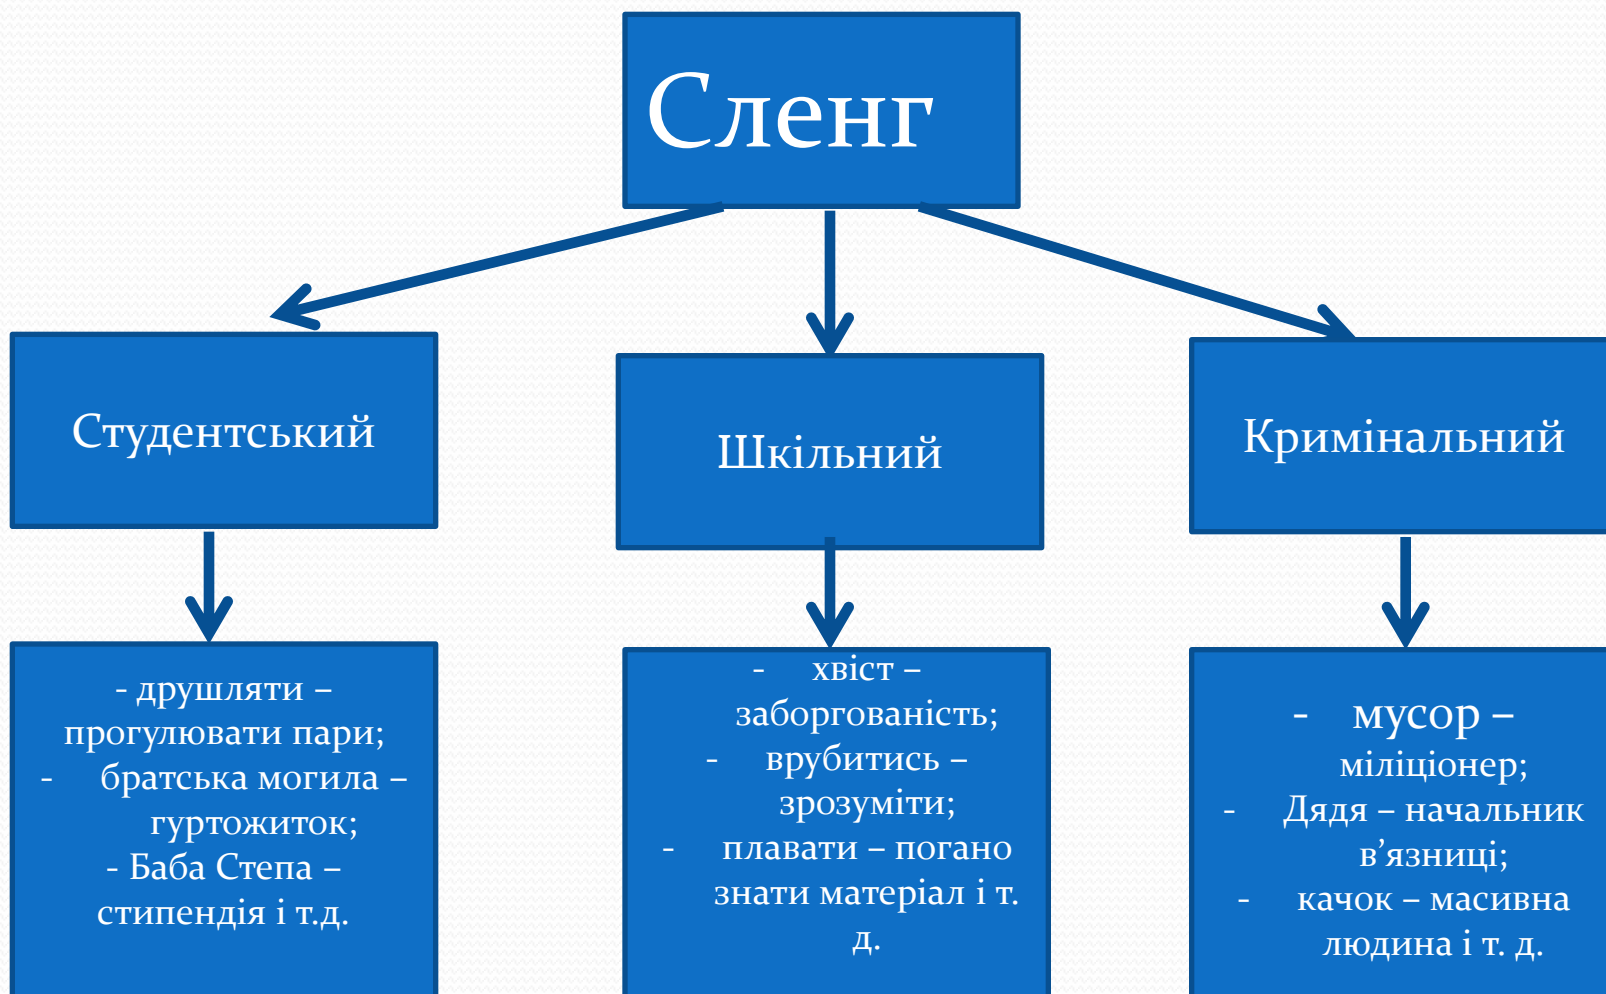 Сленг
Студентський
Шкільний
Кримінальний
- друшляти –
прогулювати пари;
- братська могила –
гуртожиток;
- Баба Степа –
стипендія і т.д.
- хвіст –
заборгованість;
- врубитись –
зрозуміти;
- плавати – погано
знати матеріал і т.
д.
- мусор –
міліціонер;
- Дядя – начальник
в’язниці;
- качок – масивна
людина і т. д.